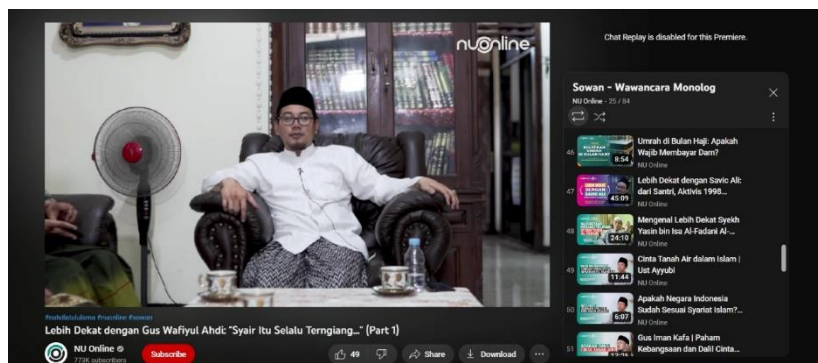 nuonline
Chat Replay is disabled for this Premiere.
Sowan - Wawancara Monolog
NU Online - 25 / 84
46
8:54
Umrah di Bulan Haji: Apakah
Wajib Membayar Dam?
NU Online
47
45:09
Lebih Dekat dengan Savic Ali:
dari Santri, Aktivis 1998...
NU Online
48
24:10
Mengenal Lebih Dekat Syekh
Yasin bin Isa Al-Fadani Al-...
NU Online
49
11:44
Cinta Tanah Air dalam Islam |
Ust Ayyubi
NU Online
50
6:07
Apakah Negara Indonesia
Sudah Sesuai Syariat Islam?...
NU Online
51
Gus Iman Kafa | Paham
Kebangsaan dan Dalil Cinta...
#nahdlatululama #nuonline #sowan
Lebih Dekat dengan Gus Wafiyul Ahdi: "Syair Itu Selalu Terngiang..." (Part 1)
NU Online
773K subscribers
Subscribe
49
Share
Download